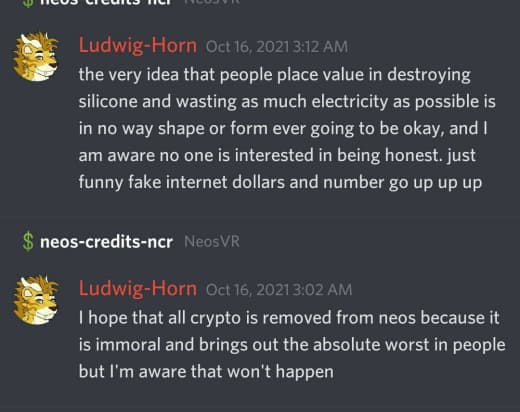 $ neos-credits-ncr NeosVR
Ludwig-Horn Oct 16, 2021 3:12 AM
the very idea that people place value in destroying
silicone and wasting as much electricity as possible is
in no way shape or form ever going to be okay, and I
am aware no one is interested in being honest. just
funny fake internet dollars and number go up up up
$ neos-credits-ncr NeosVR
Ludwig-Horn Oct 16, 2021 3:02 AM
I hope that all crypto is removed from neos because it
is immoral and brings out the absolute worst in people
but I'm aware that won't happen